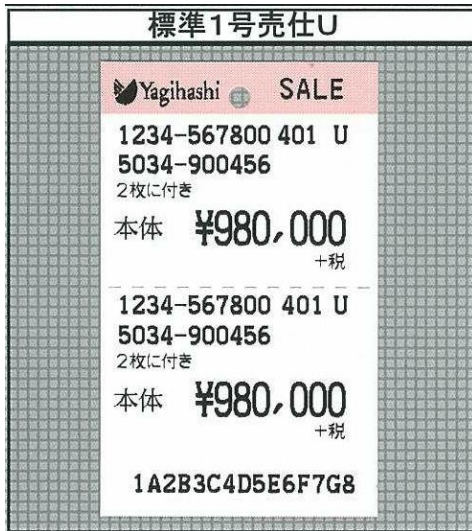 標準1号売仕U
Yagihashi SALE
1234-567800 401 U
5034-900456
2枚に付き
本体 ¥980,000
+税
1234-567800 401 U
5034-900456
2枚に付き
本体 ¥980,000
+税
1A2B3C4D5E6F7G8